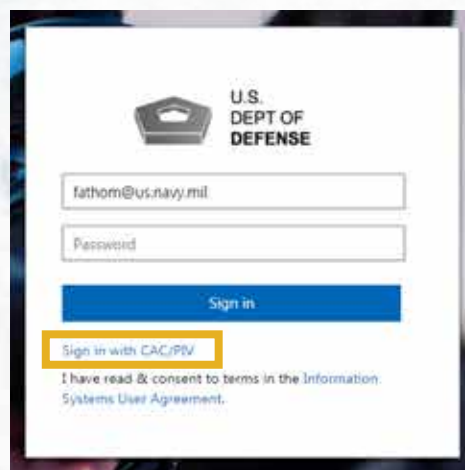 U.S.
DEPT OF
DEFENSE
fathom@us.navy.mil
Password
Sign in
Sign in with CAC/PIV
I have read & consent to terms in the Information
Systems User Agreement.